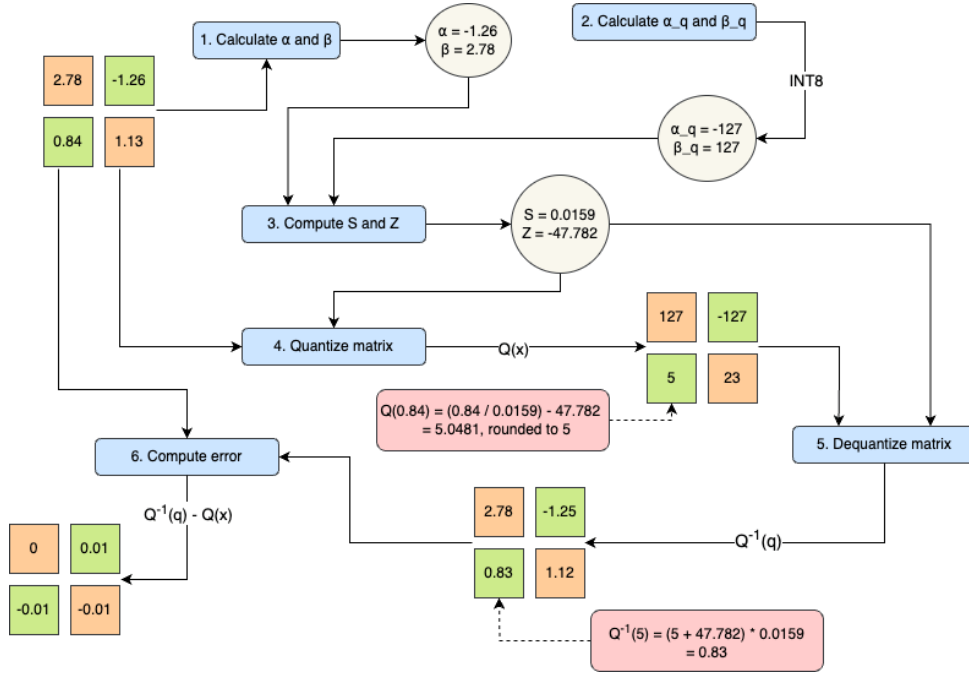 1. Calculate α and β
α = -1.26
β = 2.78
2. Calculate α_q and β_q
INT8
α_q = -127
β_q = 127
2.78
-1.26
0.84
1.13
3. Compute S and Z
S = 0.0159
Z = -47.782
4. Quantize matrix
Q(x)
127
-127
5
23
Q(0.84) = (0.84 / 0.0159) - 47.782
= 5.0481, rounded to 5
5. Dequantize matrix
Q⁻¹(q)
2.78
-1.25
0.83
1.12
Q⁻¹(5) = (5 + 47.782) * 0.0159
= 0.83
6. Compute error
Q⁻¹(q) - Q(x)
0
0.01
-0.01
-0.01